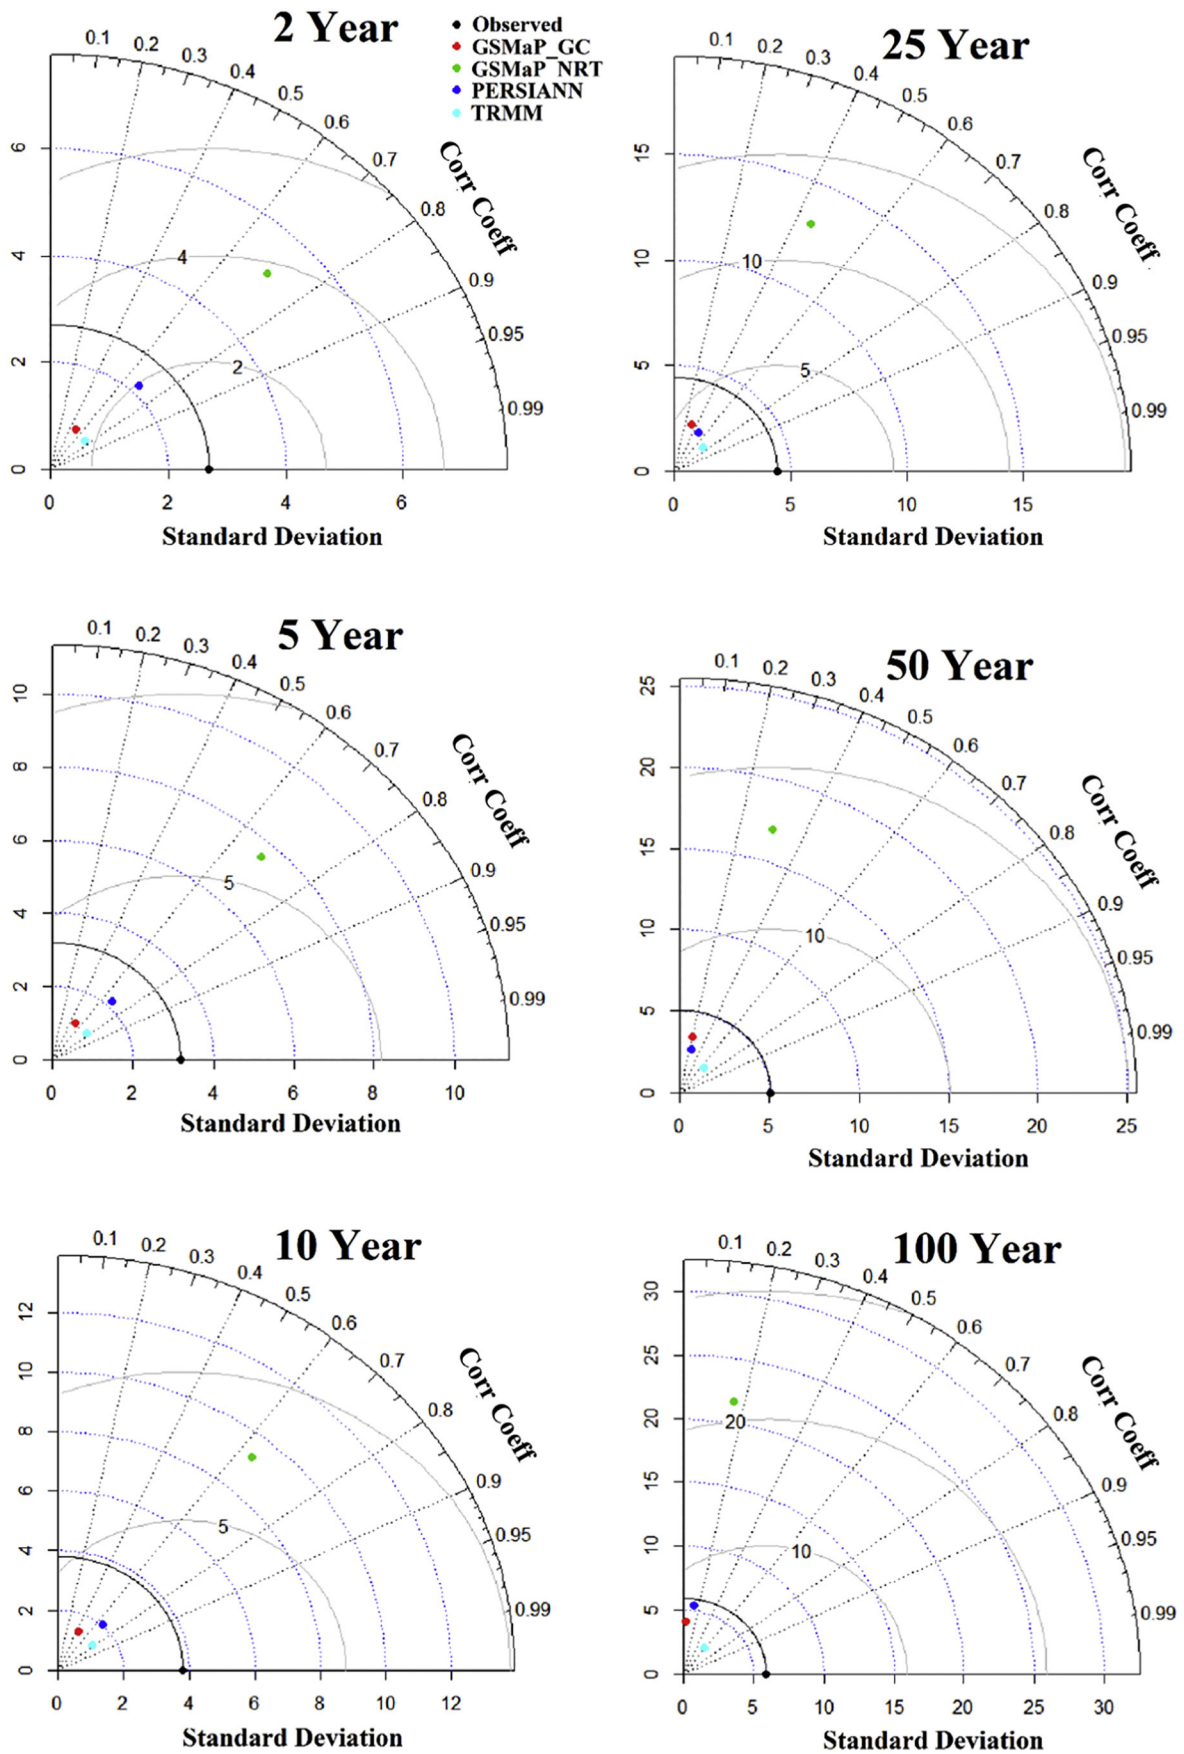 2 Year
Observed
GSMaP_GC
GSMaP_NRT
PERSIANN
TRMM
0.1 0.2 0.3 0.4 0.5 0.6 0.7 0.8 0.9 0.95 0.99
Corr Coeff
0 2 4 6
2 4
0 2 4 6
Standard Deviation
25 Year
0.1 0.2 0.3 0.4 0.5 0.6 0.7 0.8 0.9 0.95 0.99
Corr Coeff
0 5 10 15
5 10
0 5 10 15
Standard Deviation
5 Year
0.1 0.2 0.3 0.4 0.5 0.6 0.7 0.8 0.9 0.95 0.99
Corr Coeff
0 2 4 6 8 10
5
0 2 4 6 8 10
Standard Deviation
50 Year
0.1 0.2 0.3 0.4 0.5 0.6 0.7 0.8 0.9 0.95 0.99
Corr Coeff
0 5 10 15 20 25
10
0 5 10 15 20 25
Standard Deviation
10 Year
0.1 0.2 0.3 0.4 0.5 0.6 0.7 0.8 0.9 0.95 0.99
Corr Coeff
0 2 4 6 8 10 12
5
0 2 4 6 8 10 12
Standard Deviation
100 Year
0.1 0.2 0.3 0.4 0.5 0.6 0.7 0.8 0.9 0.95 0.99
Corr Coeff
0 5 10 15 20 25 30
10 20
0 5 10 15 20 25 30
Standard Deviation